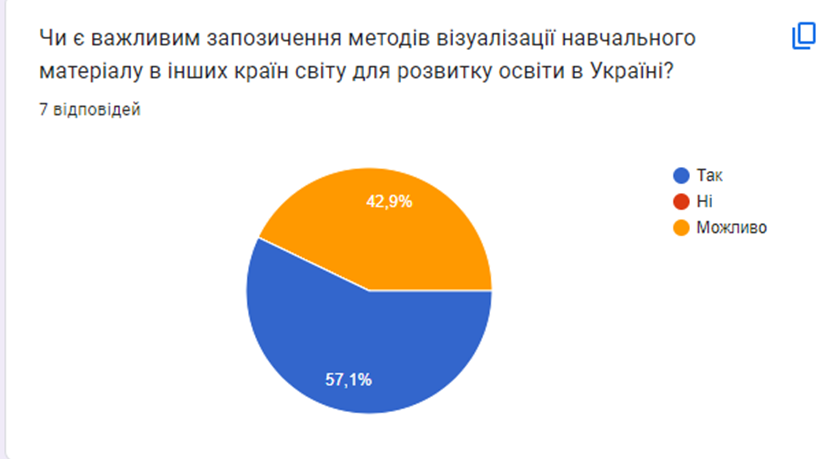 Чи є важливим запозичення методів візуалізації навчального
матеріалу в інших країн світу для розвитку освіти в Україні?
7 відповідей
42,9%
57,1%
Так
Ні
Можливо